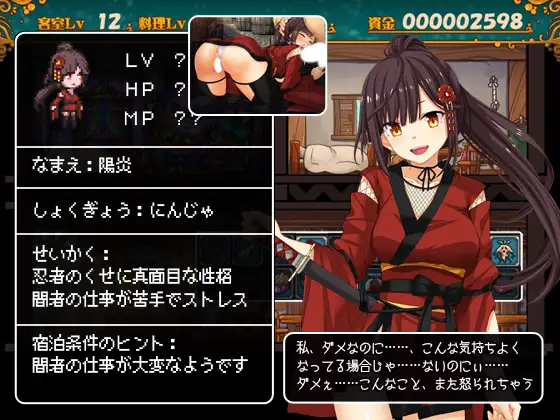 客室Lv 12 料理Lv 資金 000002598
LV ?
HP ?
MP ??
なまえ：陽炎
しょくぎょう：にんじゃ
せいかく：
忍者のくせに真面目な性格
間者の仕事が苦手でストレス
宿泊条件のヒント：
間者の仕事が大変なようです
私、ダメなのに……、こんな気持ちよく
なってる場合じゃ……ないのにぃ……
ダメぇ……こんなこと、また怒られちゃう